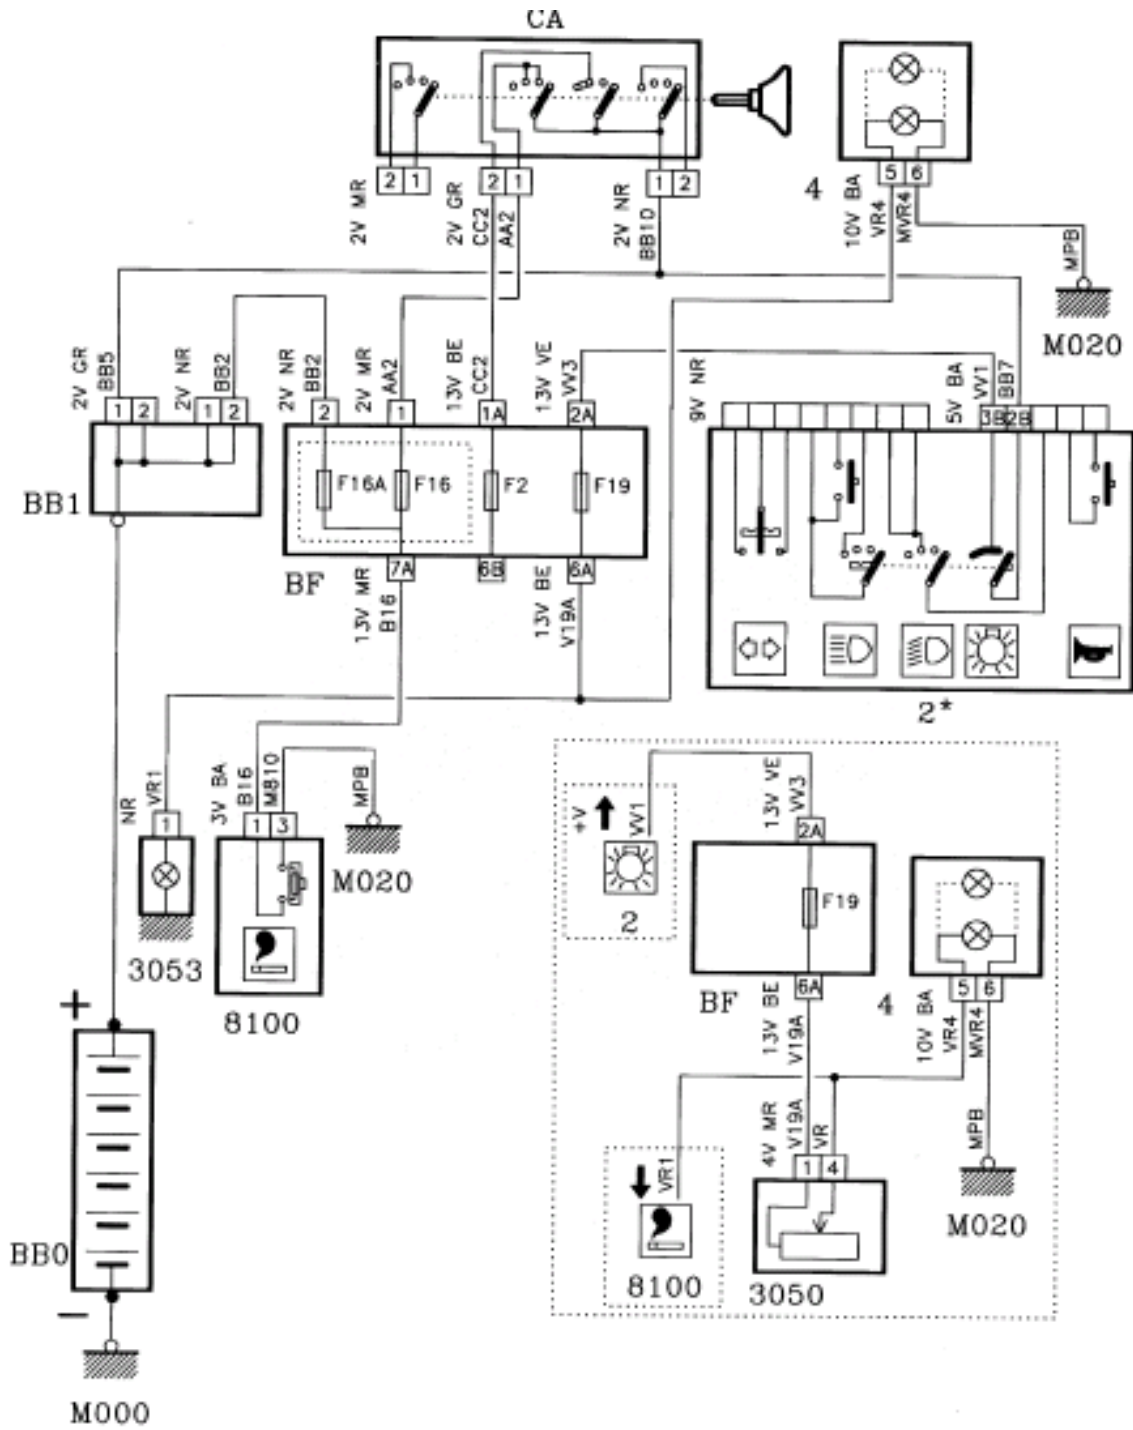 CA
2 1
2 1
1 2
2V MR
2V GR
CC2
AA2
2V NR
BB10
5 6
4
10V BA
VR4
MVR4
MPB
M020
2V GR
BB5
2V NR
BB2
2V NR
BB2
2V MR
AA2
13V BE
CC2
13V VE
VV3
9V NR
5V BA
VV1
BB7
1 2
1 2
2
1
1A
2A
3B 2B
BB1
F16A
F16
F2
F19
BF
7A
6B
6A
13V MR
B16
13V BE
V19A
2*
NR
VR1
3V BA
B16
M810
MPB
1
1 3
M020
3053
8100
+
BB0
−
M000
+V
VV1
2
13V VE
VV3
2A
F19
BF
6A
13V BE
V19A
4
5 6
10V BA
VR4
MVR4
MPB
M020
4V MR
V19A
VR
1 4
3050
VR1
8100